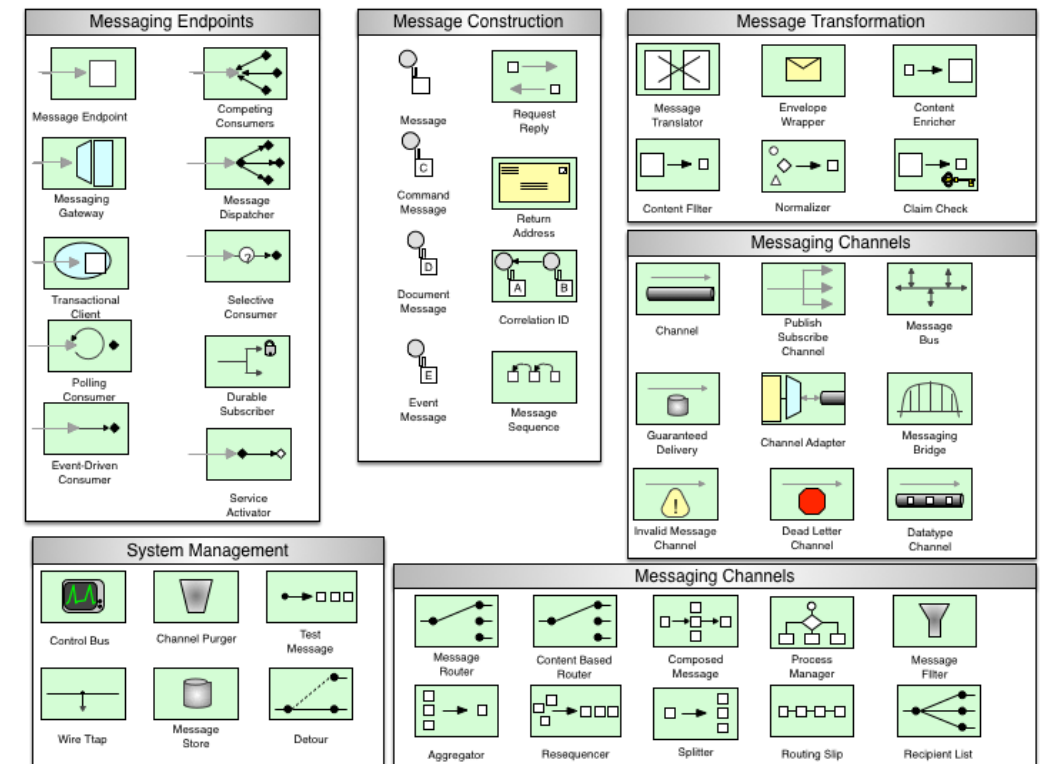 Messaging Endpoints
Message Endpoint
Competing
Consumers
Messaging
Gateway
Message
Dispatcher
Transactional
Client
Selective
Consumer
Polling
Consumer
Durable
Subscriber
Event-Driven
Consumer
Service
Activator
Message Construction
Message
Request
Reply
C
Command
Message
Return
Address
D
Document
Message
A
B
Correlation ID
E
Event
Message
Message
Sequence
Message Transformation
Message
Translator
Envelope
Wrapper
Content
Enricher
Content FIlter
Normalizer
Claim Check
Messaging Channels
Channel
Publish
Subscribe
Channel
Message
Bus
Guaranteed
Delivery
Channel Adapter
Messaging
Bridge
!
Invalid Message
Channel
Dead Letter
Channel
Datatype
Channel
System Management
Control Bus
Channel Purger
Test
Message
Wire Ttap
Message
Store
Detour
Messaging Channels
Message
Router
Content Based
Router
Composed
Message
Process
Manager
Message
FIlter
Aggregator
Resequencer
Splitter
Routing Slip
Recipient List
?